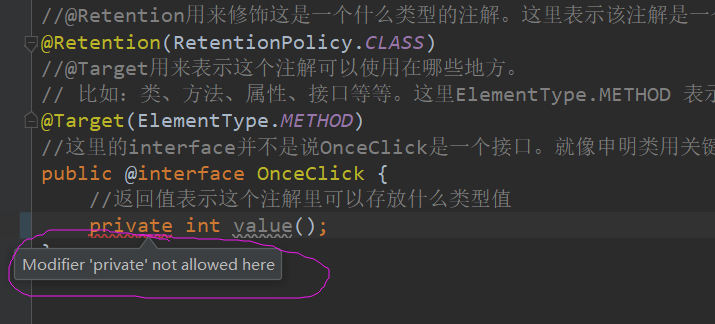 //@Retention用来修饰这是一个什么类型的注解。这里表示该注解是一
@Retention(RetentionPolicy.CLASS)
//@Target用来表示这个注解可以使用在哪些地方。
// 比如：类、方法、属性、接口等等。这里ElementType.METHOD 表示
@Target(ElementType.METHOD)
//这里的interface并不是说OnceClick是一个接口。就像申明类用关键
public @interface OnceClick {
//返回值表示这个注解里可以存放什么类型值
private int value();
Modifier 'private' not allowed here